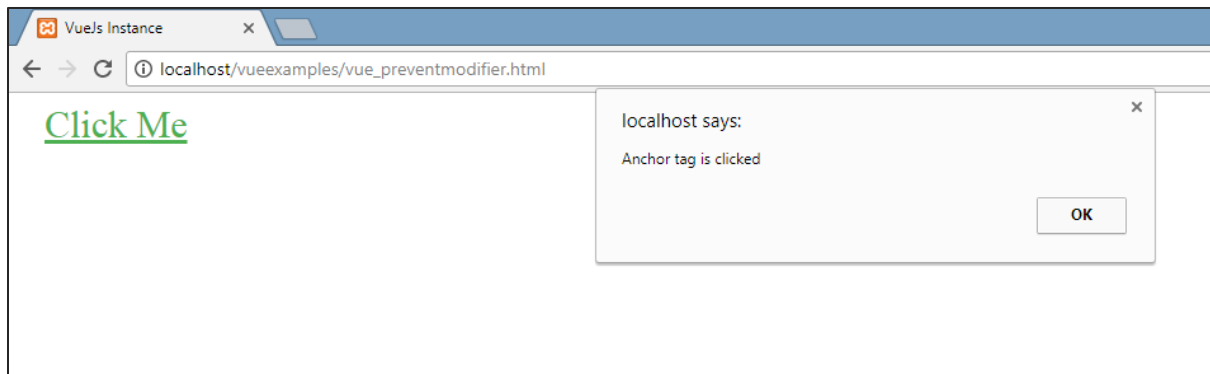 VueJs Instance
localhost/vueexamples/vue_preventmodifier.html
Click Me
localhost says:
Anchor tag is clicked
OK